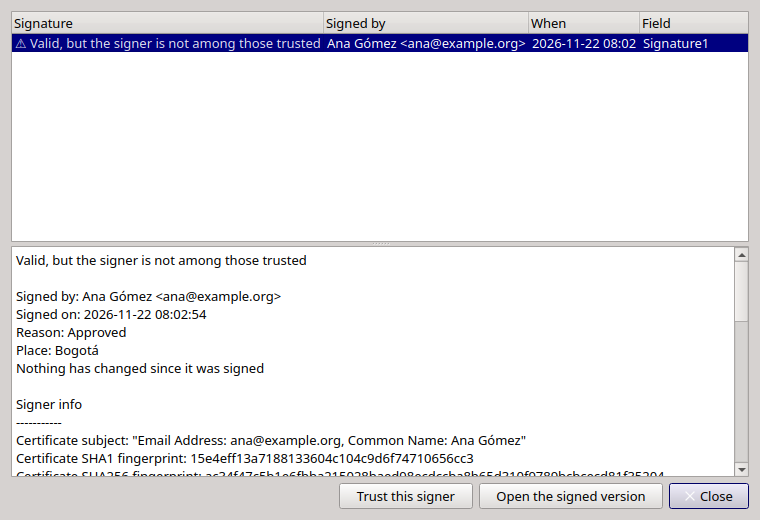 Signature Signed by When Field
⚠ Valid, but the signer is not among those trusted Ana Gómez <ana@example.org> 2026-11-22 08:02 Signature1
Valid, but the signer is not among those trusted
Signed by: Ana Gómez <ana@example.org>
Signed on: 2026-11-22 08:02:54
Reason: Approved
Place: Bogotá
Nothing has changed since it was signed
Signer info
-----------
Certificate subject: "Email Address: ana@example.org, Common Name: Ana Gómez"
Certificate SHA1 fingerprint: 15e4eff13a7188133604c104c9d6f74710656cc3
Certificate SHA256 fingerprint:
Trust this signer Open the signed version Close